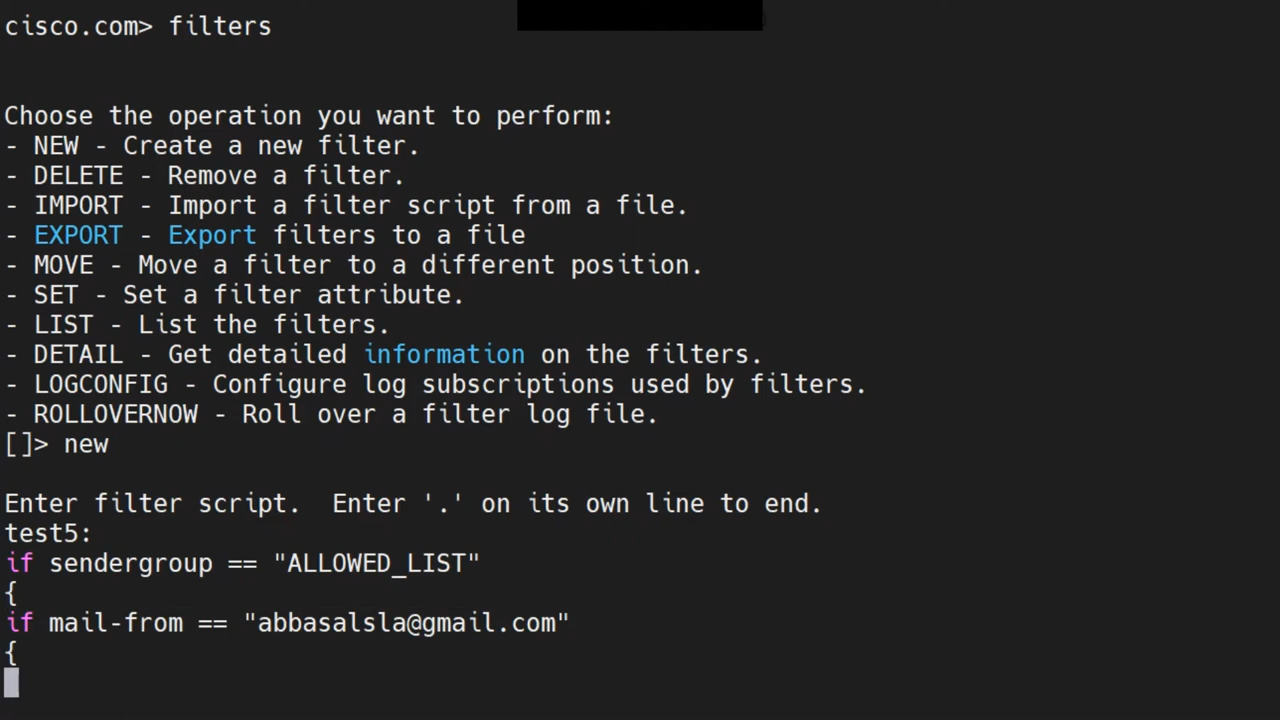 cisco.com> filters
Choose the operation you want to perform:
- NEW - Create a new filter.
- DELETE - Remove a filter.
- IMPORT - Import a filter script from a file.
- EXPORT - Export filters to a file
- MOVE - Move a filter to a different position.
- SET - Set a filter attribute.
- LIST - List the filters.
- DETAIL - Get detailed information on the filters.
- LOGCONFIG - Configure log subscriptions used by filters.
- ROLLOVERNOW - Roll over a filter log file.
[]> new
Enter filter script.  Enter '.' on its own line to end.
test5:
if sendergroup == "ALLOWED_LIST"
{
if mail-from == "abbasalsla@gmail.com"
{